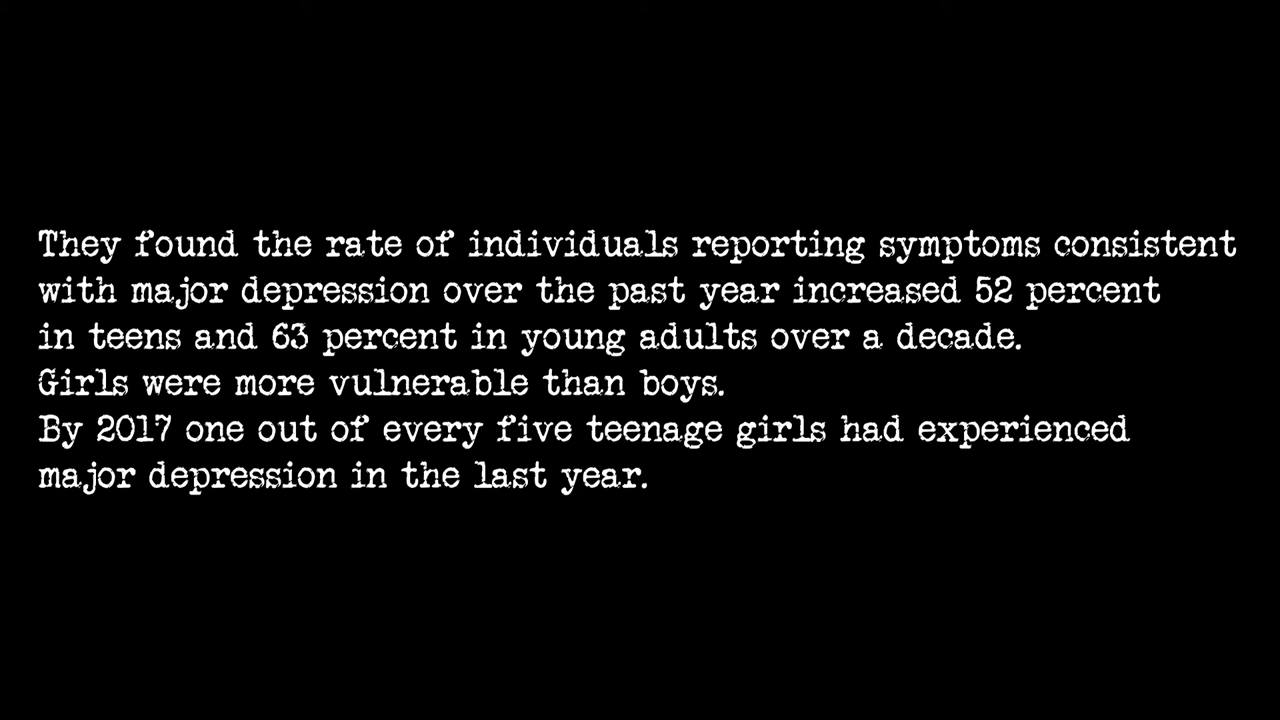 They found the rate of individuals reporting symptoms consistent
with major depression over the past year increased 52 percent
in teens and 63 percent in young adults over a decade.
Girls were more vulnerable than boys.
By 2017 one out of every five teenage girls had experienced
major depression in the last year.